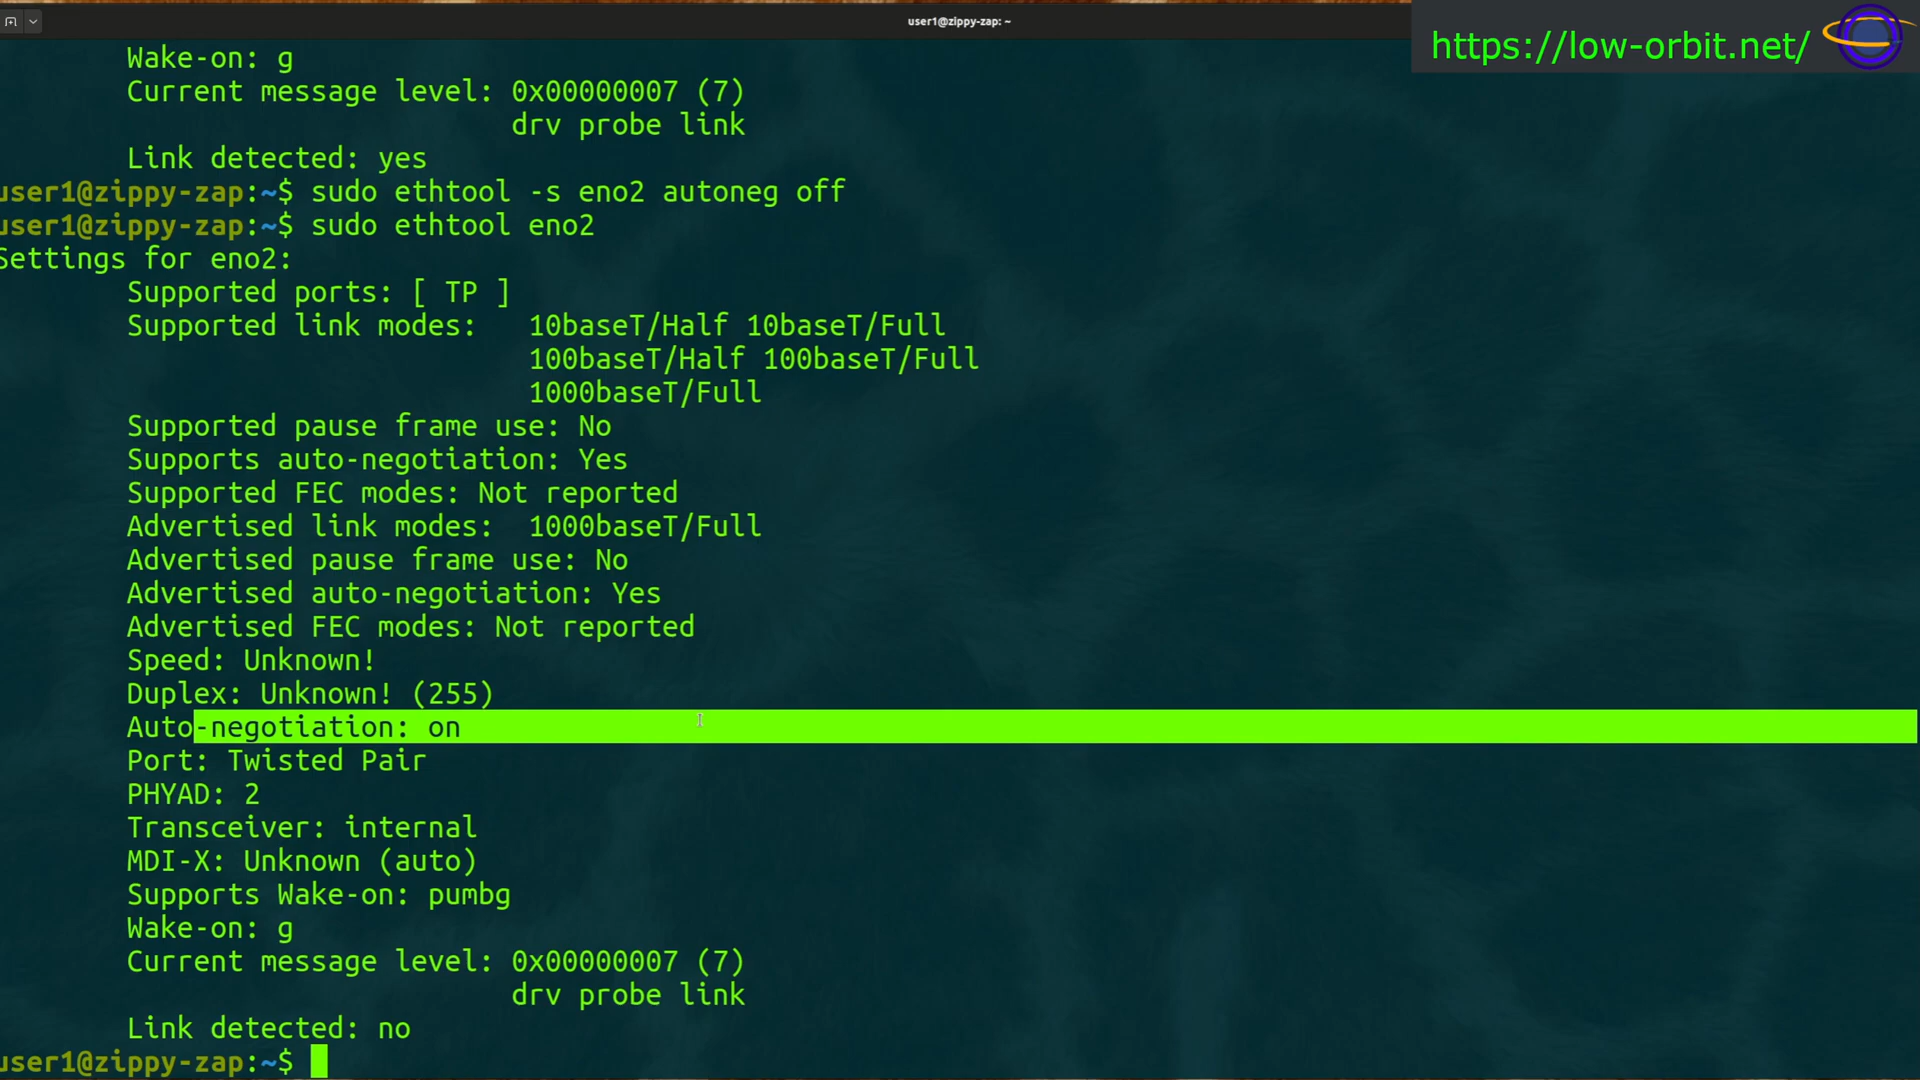 user1@zippy-zap: ~
https://low-orbit.net/
Wake-on: g
Current message level: 0x00000007 (7)
drv probe link
Link detected: yes
user1@zippy-zap:~$ sudo ethtool -s eno2 autoneg off
user1@zippy-zap:~$ sudo ethtool eno2
Settings for eno2:
Supported ports: [ TP ]
Supported link modes: 10baseT/Half 10baseT/Full
100baseT/Half 100baseT/Full
1000baseT/Full
Supported pause frame use: No
Supports auto-negotiation: Yes
Supported FEC modes: Not reported
Advertised link modes: 1000baseT/Full
Advertised pause frame use: No
Advertised auto-negotiation: Yes
Advertised FEC modes: Not reported
Speed: Unknown!
Duplex: Unknown! (255)
Auto-negotiation: on
Port: Twisted Pair
PHYAD: 2
Transceiver: internal
MDI-X: Unknown (auto)
Supports Wake-on: pumbg
Wake-on: g
Current message level: 0x00000007 (7)
drv probe link
Link detected: no
user1@zippy-zap:~$